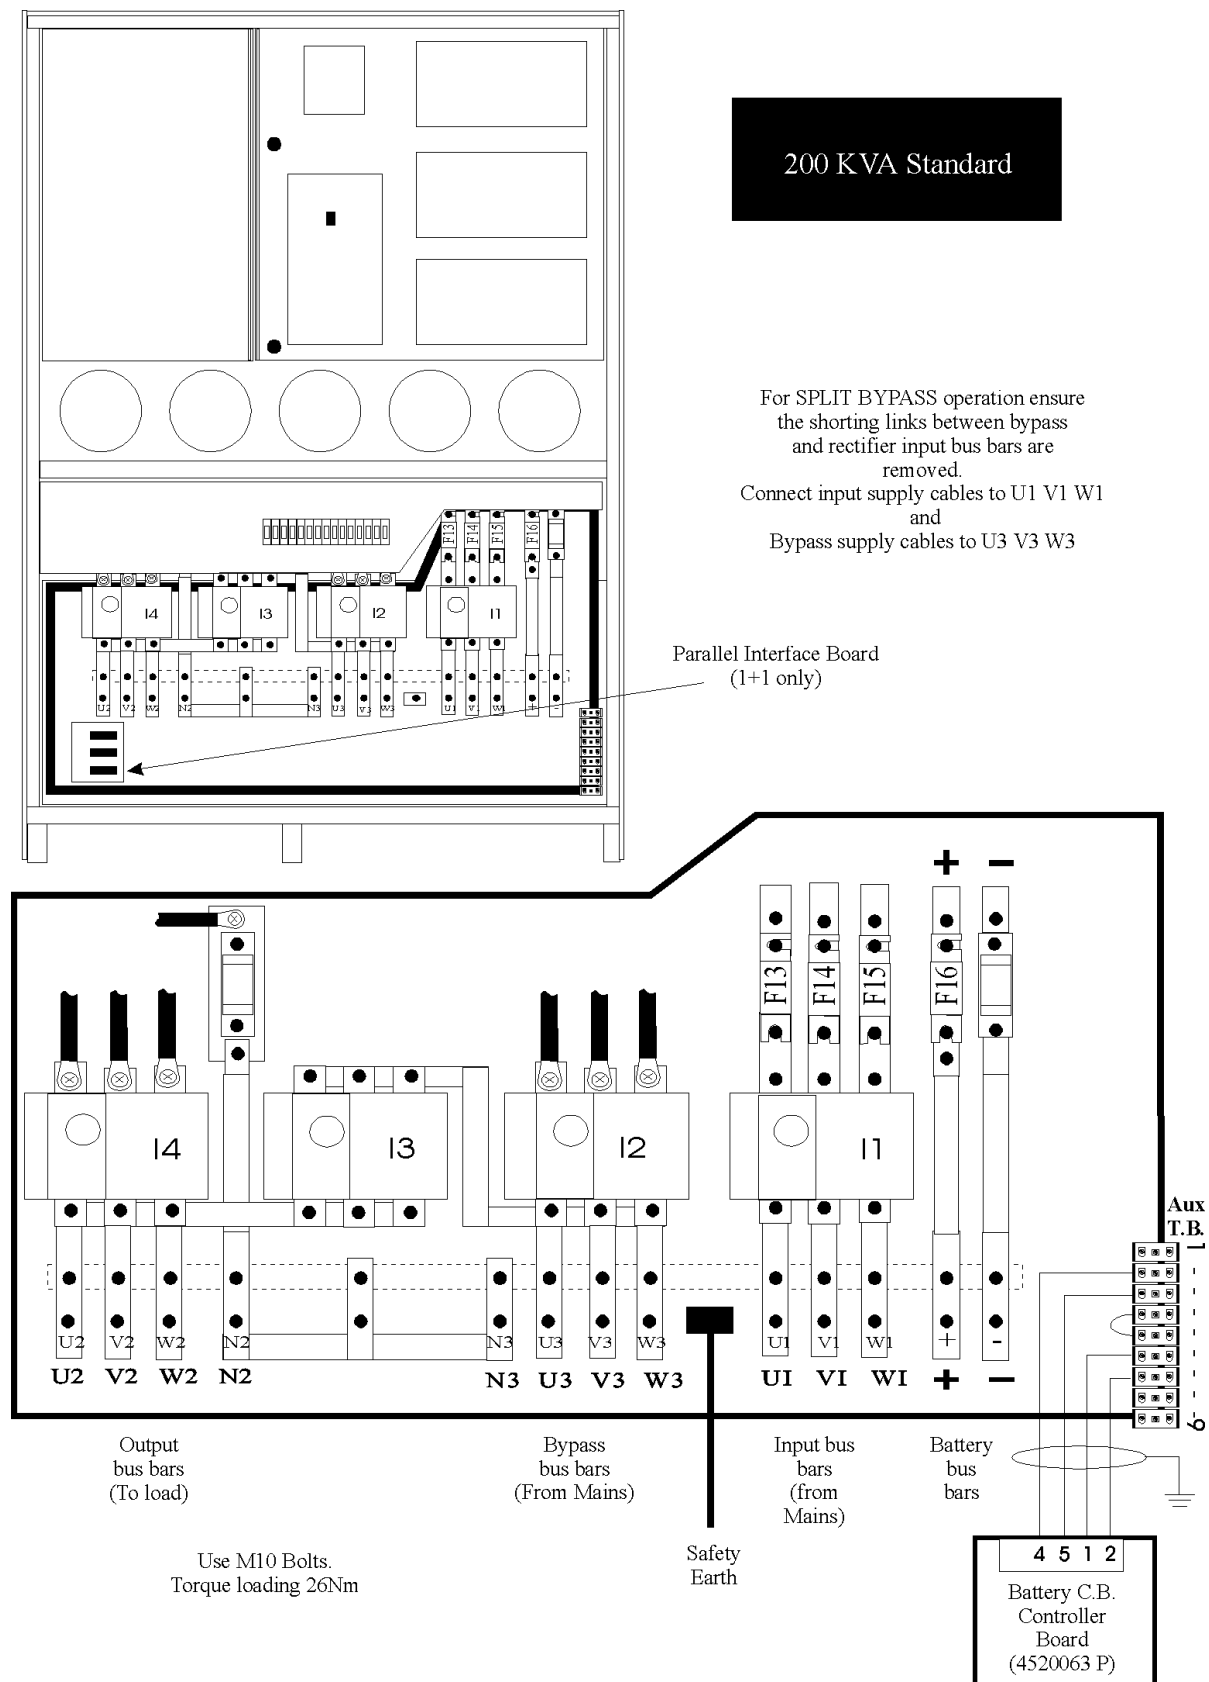 200 KVA Standard
For SPLIT BYPASS operation ensure
the shorting links between bypass
and rectifier input bus bars are
removed.
Connect input supply cables to U1 V1 W1
and
Bypass supply cables to U3 V3 W3
F13 F14 F15 F16
I4 I3 I2 I1
U2 V2 W2 N2 N3 U3 V3 W3 U1 V1 W1 + -
Parallel Interface Board
(1+1 only)
+ −
F13 F14 F15 F16
I4 I3 I2 I1
Aux
T.B.
1
U2 V2 W2 N2 N3 U3 V3 W3 U1 V1 W1 + -
U2 V2 W2 N2 N3 U3 V3 W3 U1 V1 W1 + −
9
Output
bus bars
(To load)
Bypass
bus bars
(From Mains)
Input bus
bars
(from
Mains)
Battery
bus
bars
Use M10 Bolts.
Torque loading 26Nm
Safety
Earth
4 5 1 2
Battery C.B.
Controller
Board
(4520063 P)